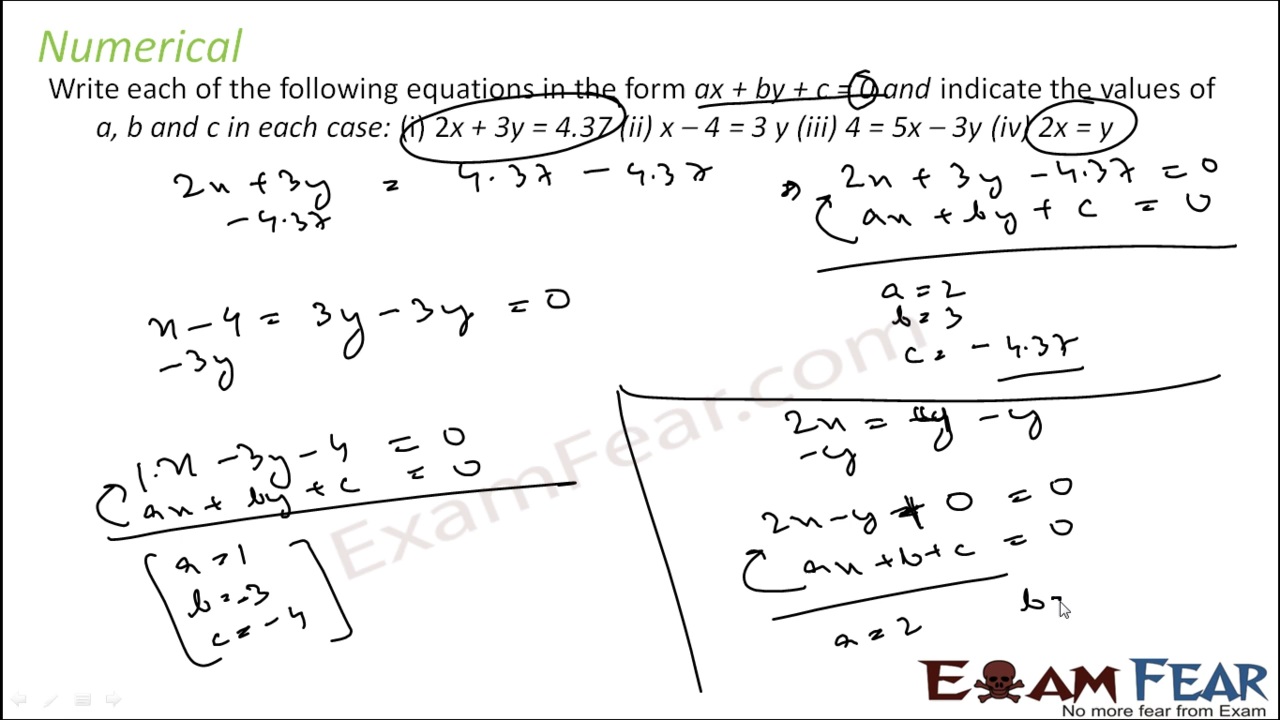 Numerical
Write each of the following equations in the form ax + by + c = 0 and indicate the values of
a, b and c in each case: (i) 2x + 3y = 4.37 (ii) x – 4 = 3 y (iii) 4 = 5x – 3y (iv) 2x = y
2x + 3y = 4.37 - 4.37
- 4.37
⇒ 2x + 3y - 4.37 = 0
ax + by + c = 0
a = 2
b = 3
c = - 4.37
x - 4 = 3y - 3y = 0
- 3y
1.x - 3y - 4 = 0
ax + by + c = 0
a = 1
b = -3
c = - 4
2x = y - y
- y
2x - y + 0 = 0
ax + b + c = 0
a = 2
b =
ExamFear.com
EXAM FEAR
No more fear from Exam